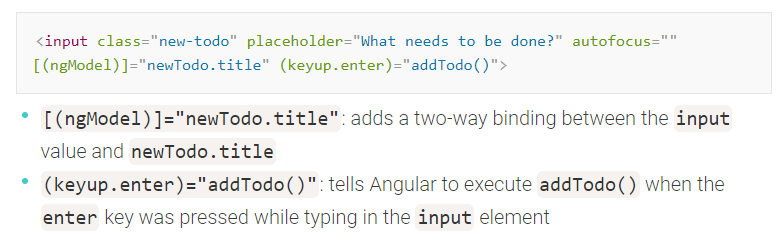 <input class="new-todo" placeholder="What needs to be done?" autofocus=""
[(ngModel)]="newTodo.title" (keyup.enter)="addTodo()">
• [(ngModel)]="newTodo.title": adds a two-way binding between the input
value and newTodo.title
• (keyup.enter)="addTodo()": tells Angular to execute addTodo() when the
enter key was pressed while typing in the input element